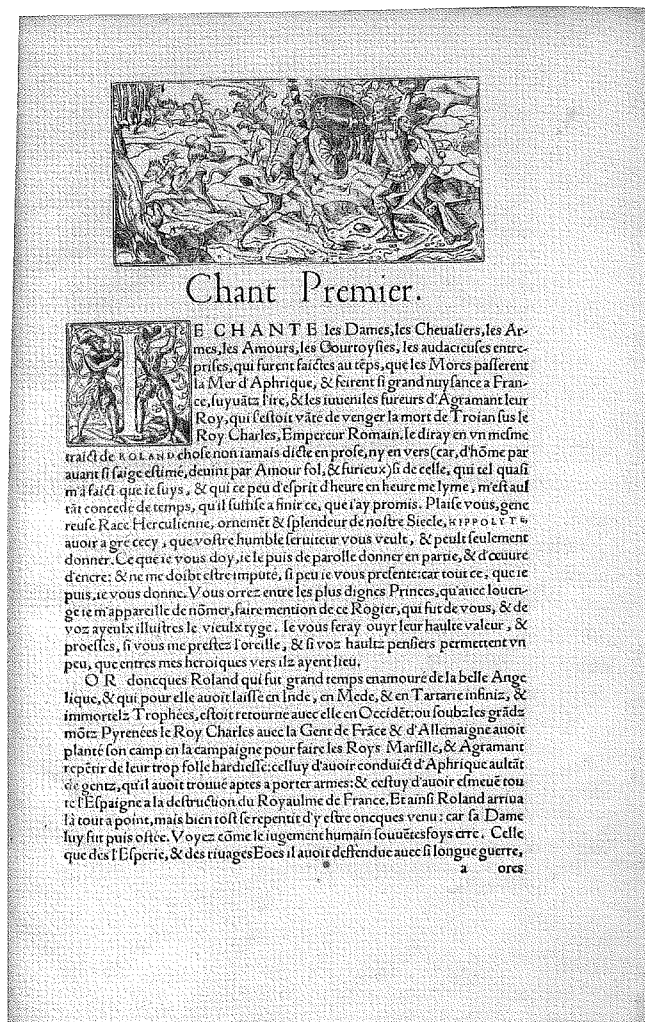 Chant Premier.
IE CHANTE les Dames, les Cheualiers, les Ar-
mes, les Amours, les Courtoysies, les audacieuses entre-
prises, qui furent faictes au tẽps, que les Mores passerent
la Mer d'Aphrique, & feirent si grand nuysance a Fran-
ce, suyuãtz l'ire, & les iuueniles fureurs d'Agramant leur
Roy, qui s'estoit vãte de venger la mort de Troian sus le
Roy Charles, Empereur Romain. Ie diray en vn mesme
traict de ROLAND chose non iamais dicte en prose, ny en vers (car, d'hõme par
auant si saige estimé, deuint par Amour fol, & furieux) si de celle, qui tel quasi
m'a faict que ie suys, & qui ce peu d'esprit d'heure en heure me lyme, m'est aul
tãt concede de temps, qu'il suffise a finir ce, que i'ay promis. Plaise vous, gene
reuse Race Herculienne, ornemẽt & splendeur de nostre Siecle, HIPPOLYTE,
auoir a gre cecy, que vostre humble seruiteur vous veult, & peult seulement
donner. Ce que ie vous doy, ie le puis de parolle donner en partie, & d'œuure
d'encre: & ne me doibt estre imputé, si peu ie vous presente: car tout ce, que ie
puis, ie vous donne. Vous orrez entre les plus dignes Princes, qu'auec louen-
ge ie m'appareille de nõmer, faire mention de ce Rogier, qui fut de vous, & de
voz ayeulx illustres le vieulx tyge. Ie vous feray ouyr leur haulte valeur, &
proesses, si vous me prestez l'oreille, & si voz haultz pensiers permettent vn
peu, que entre mes heroiques vers ilz ayent lieu.
OR doncques Roland qui fut grand temps enamouré de la belle Ange
lique, & qui pour elle auoit laissé en Inde, en Mede, & en Tartarie infiniz, &
immortelz Trophées, estoit retourne auec elle en Occidẽt: ou soubz les grãdz
mõtz Pyrenées le Roy Charles auec la Gent de Frãce & d'Allemaigne auoit
planté son camp en la campaigne pour faire les Roys Marsille, & Agramant
repẽtir de leur trop folle hardiesse: celluy d'auoir conduict d'Aphrique aultãt
de gentz, qu'il auoit trouué aptes a porter armes: & cestuy d'auoir esmeuë tou
te l'Espaigne a la destruction du Royaulme de France. Et ainsi Roland arriua
là tout a point, mais bien tost se repentit d'y estre oncques venu: car sa Dame
luy fut puis ostée. Voyez cõme le iugement humain souuẽtesfoys erre. Celle
que des l'Esperie, & des riuages Eoes il auoit deffendue auec si longue guerre,
a ores